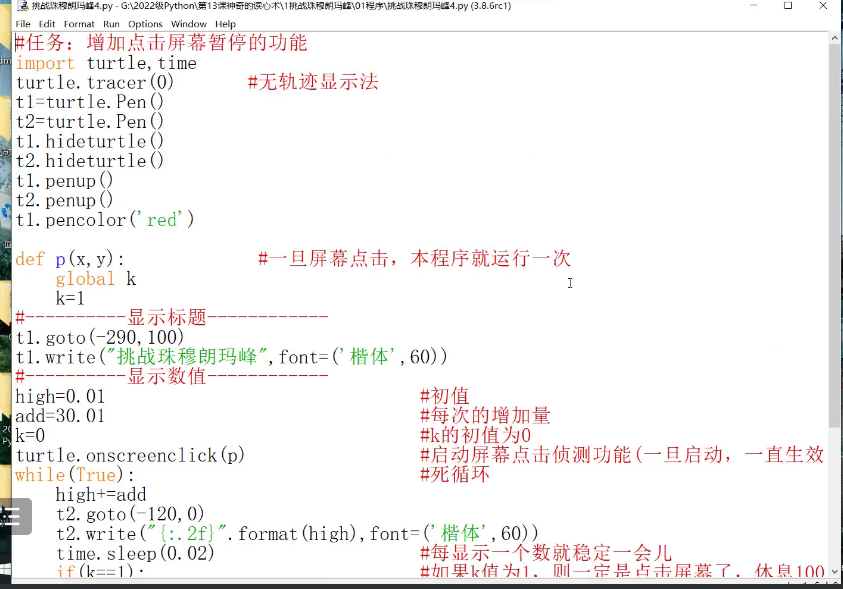 挑战珠穆朗玛峰4.py - G:\2022级Python\第13课神奇的读心术\1挑战珠穆朗玛峰\01程序\挑战珠穆朗玛峰4.py (3.8.6rc1)
File Edit Format Run Options Window Help
#任务：增加点击屏幕暂停的功能
import turtle,time
turtle.tracer(0) #无轨迹显示法
t1=turtle.Pen()
t2=turtle.Pen()
t1.hideturtle()
t2.hideturtle()
t1.penup()
t2.penup()
t1.pencolor('red')
def p(x,y): #一旦屏幕点击，本程序就运行一次
global k
k=1
#----------显示标题------------
t1.goto(-290,100)
t1.write("挑战珠穆朗玛峰",font=('楷体',60))
#----------显示数值------------
high=0.01 #初值
add=30.01 #每次的增加量
k=0 #k的初值为0
turtle.onscreenclick(p) #启动屏幕点击侦测功能(一旦启动，一直生效
while(True): #死循环
high+=add
t2.goto(-120,0)
t2.write("{:.2f}".format(high),font=('楷体',60))
time.sleep(0.02) #每显示一个数就稳定一会儿
if(k==1): #如果k值为1，则一定是点击屏幕了，休息100